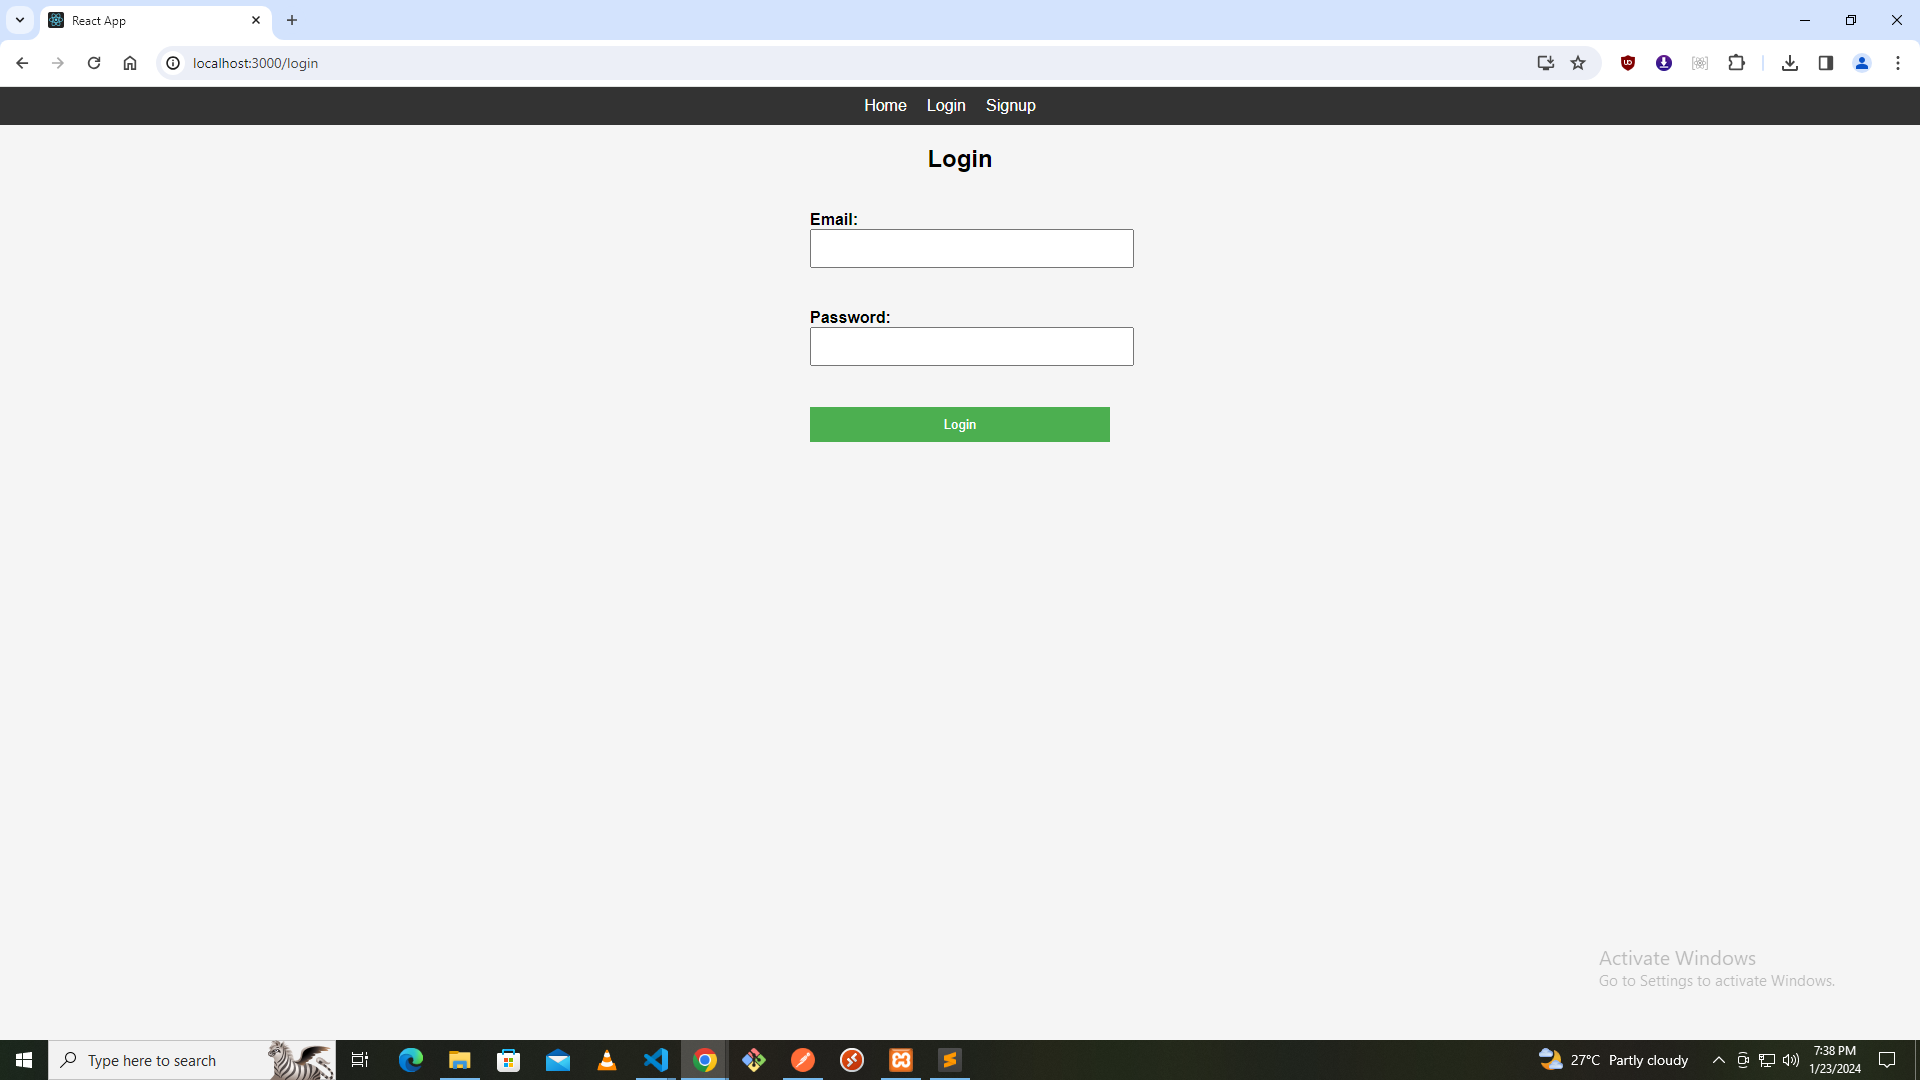 React App
localhost:3000/login
Home Login Signup
Login
Email:
Password:
Login
Activate Windows
Go to Settings to activate Windows.
Type here to search
27°C Partly cloudy
7:38 PM
1/23/2024